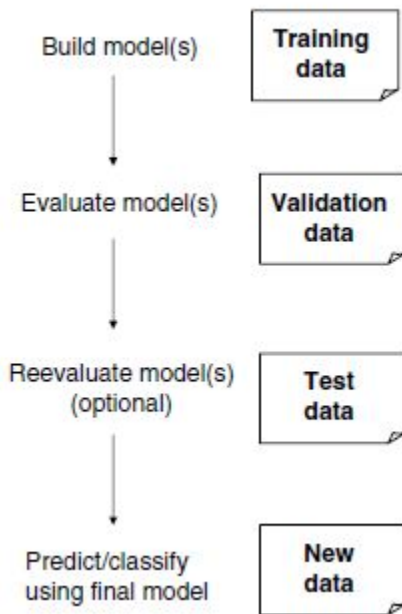 Build model(s)
Training
data
Evaluate model(s)
Validation
data
Reevaluate model(s)
(optional)
Test
data
Predict/classify
using final model
New
data